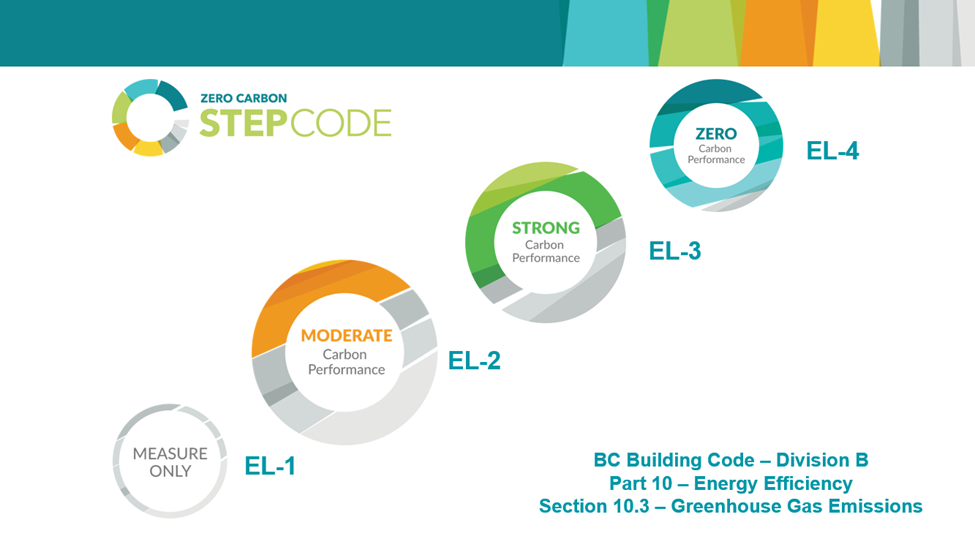 ZERO CARBON
STEPCODE
ZERO
Carbon
Performance
EL-4
STRONG
Carbon
Performance
EL-3
MODERATE
Carbon
Performance
EL-2
MEASURE
ONLY
EL-1
BC Building Code – Division B
Part 10 – Energy Efficiency
Section 10.3 – Greenhouse Gas Emissions